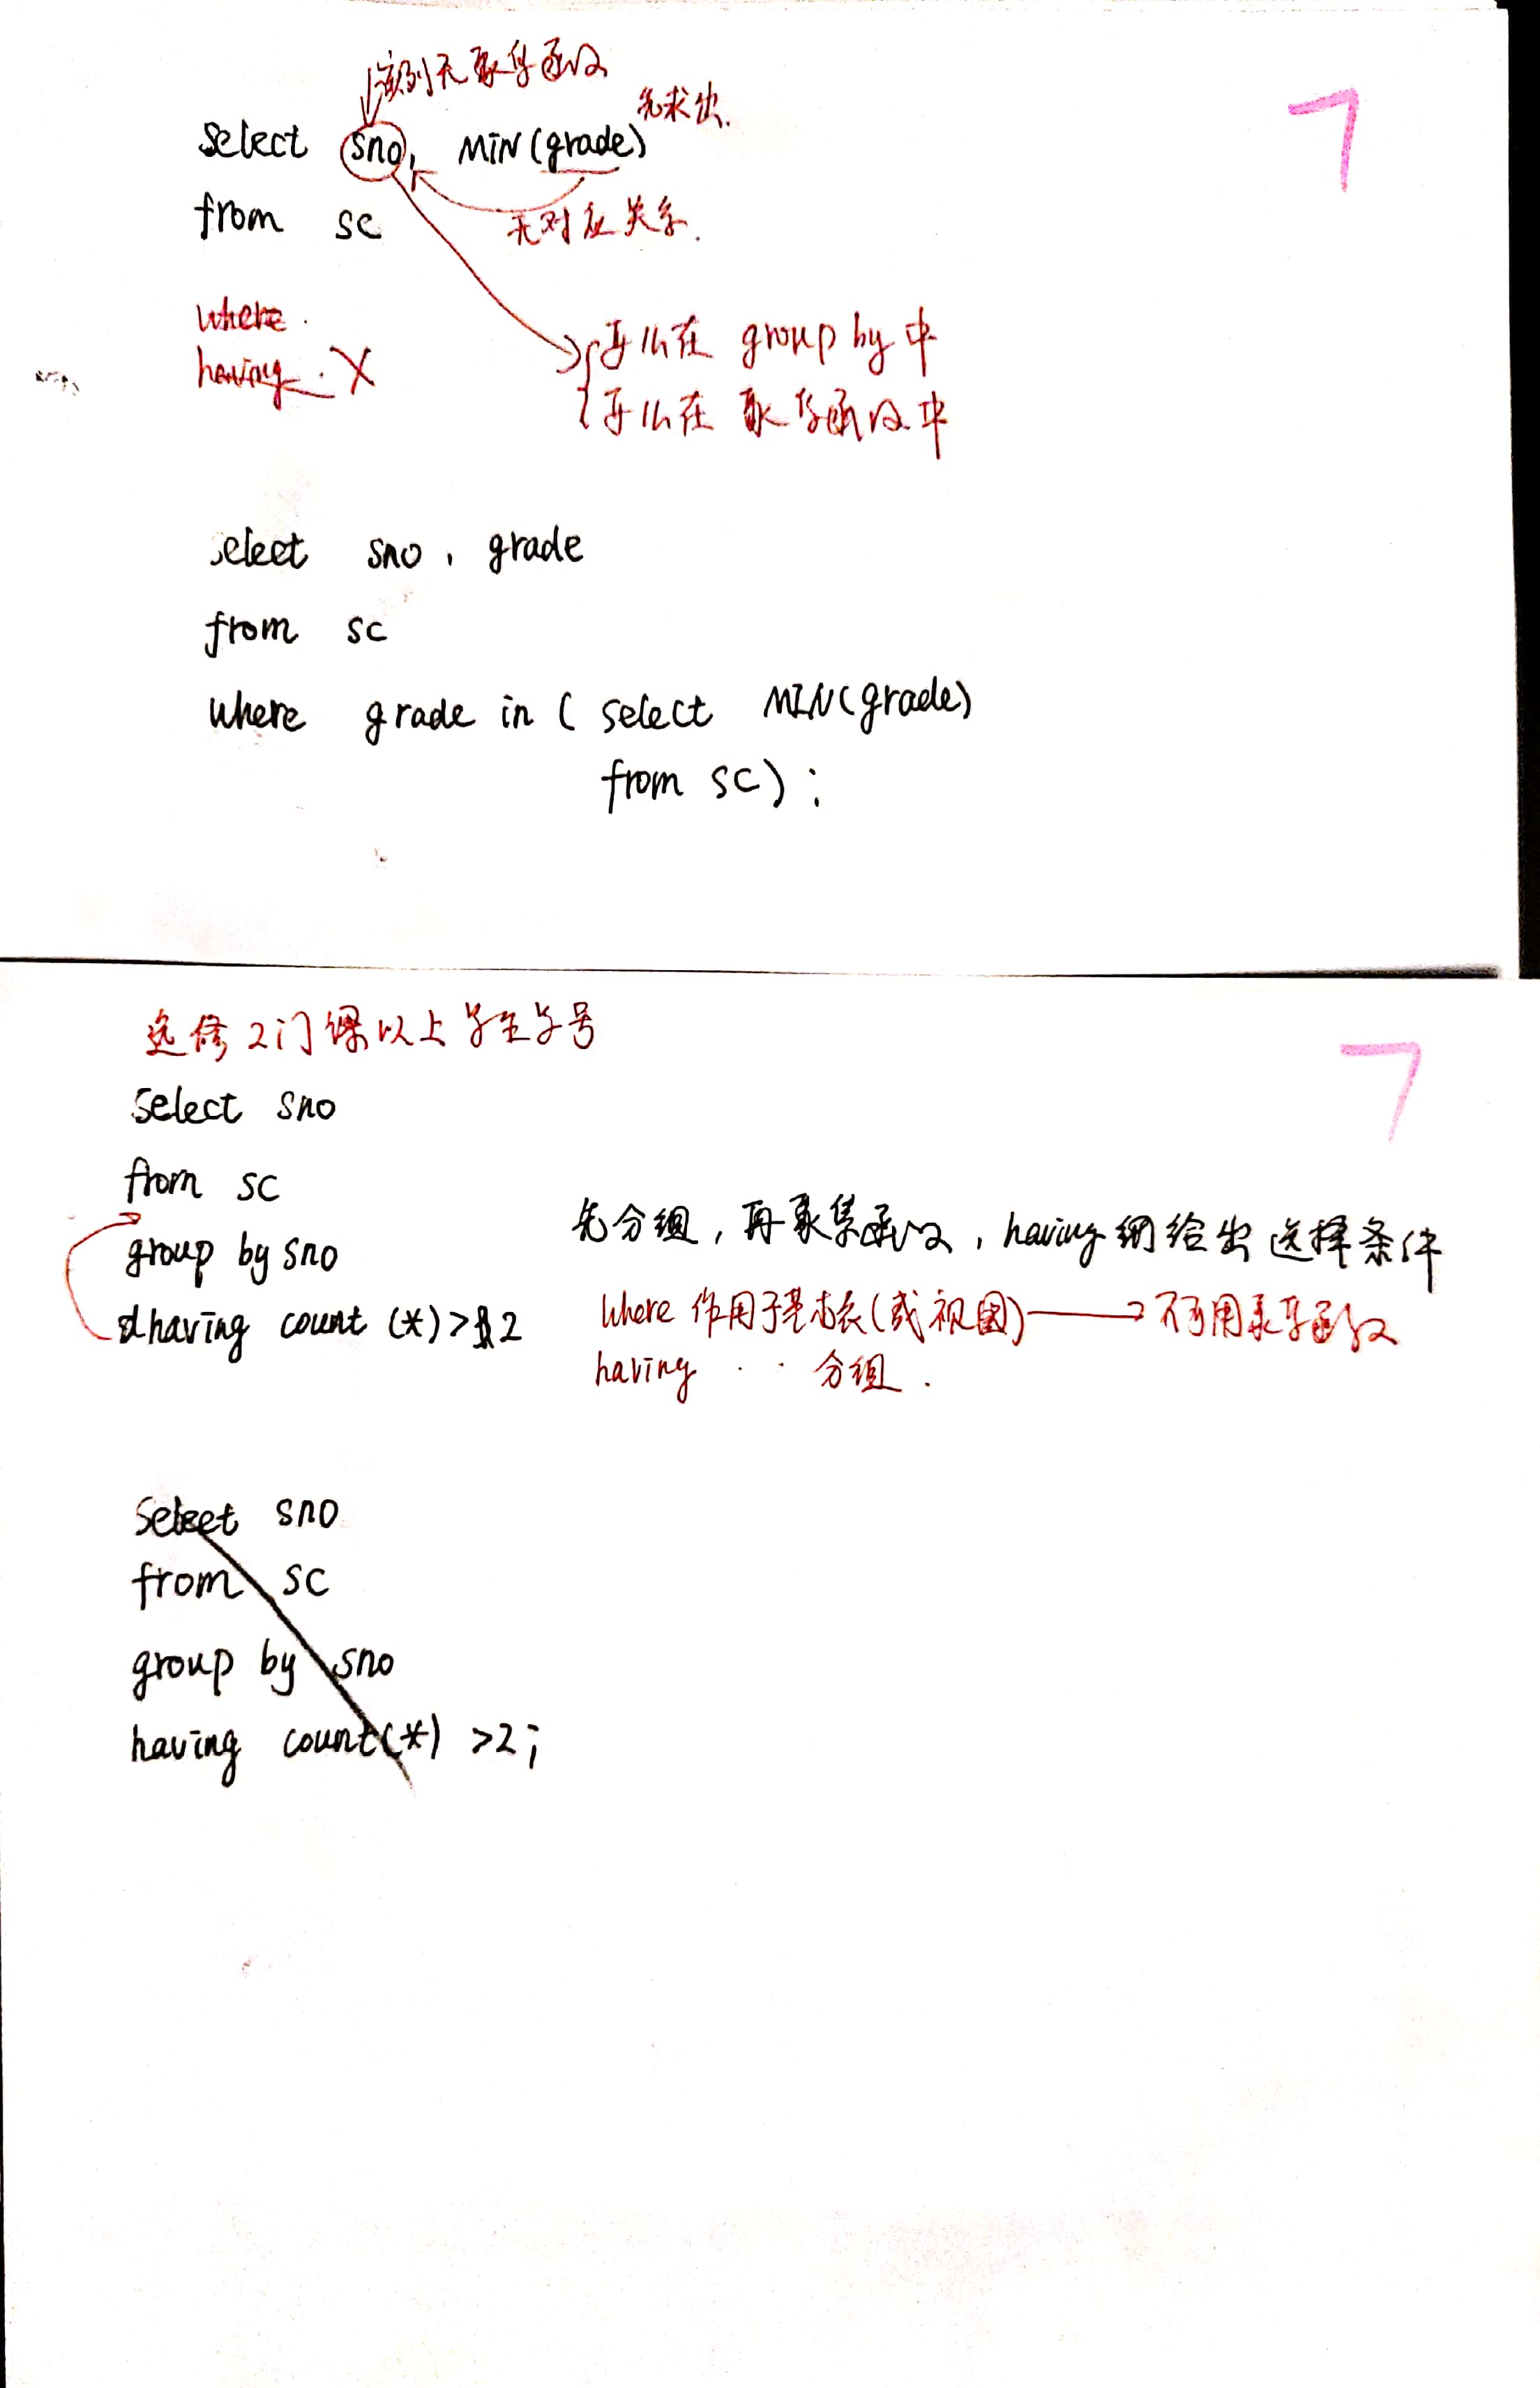 该列无聚集函数
先求出.
select sno, MIN(grade)
from sc
无对应关系.
where.
having. X
要么在 group by 中
要么在 聚集函数中
select sno, grade
from sc
where grade in ( select MIN(grade)
from sc);
7
选修2门课以上学生学号
7
select sno
from sc
group by sno
having count (*)>2
先分组, 再聚集函数, having 给出选择条件
where 作用于基本表(或视图) 不可用聚集函数
having · · 分组.
select sno
from sc
group by sno
having count(*) >2;